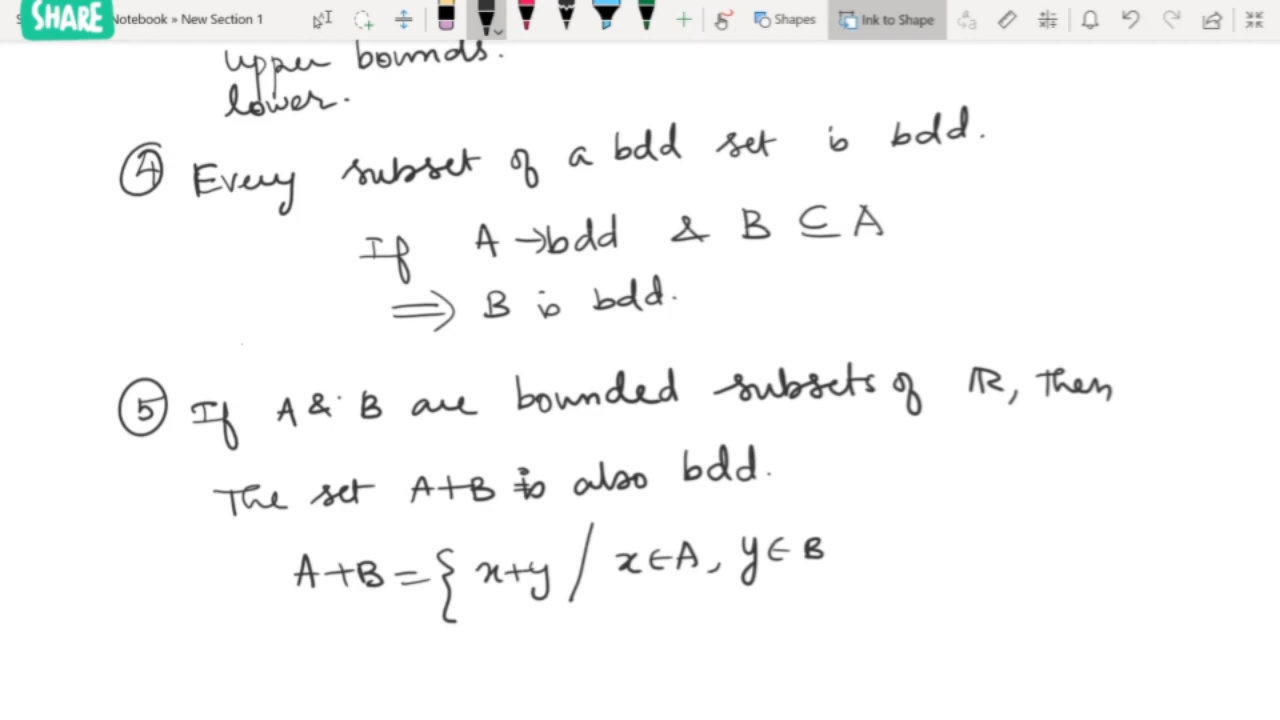 SHARE
Notebook » New Section 1
Shapes
Ink to Shape
upper bounds.
lower.
④ Every subset of a bdd set is bdd.
If A → bdd & B ⊆ A
⇒ B is bdd.
⑤ If A & B are bounded subsets of ℝ, then
The set A+B is also bdd.
A+B = { x+y / x∈A, y∈B